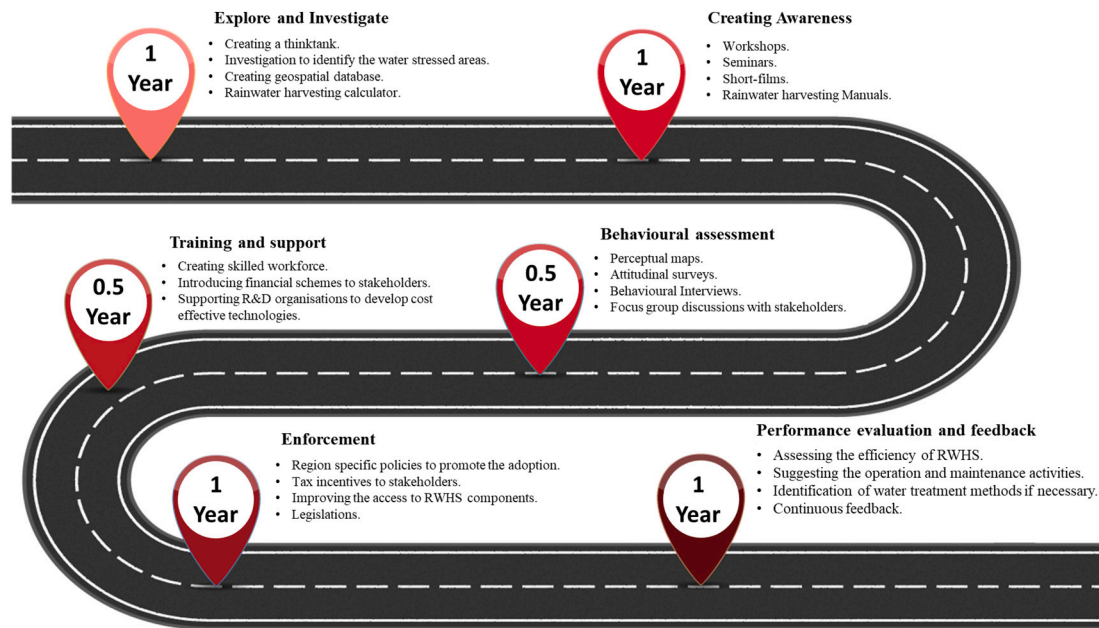 Explore and Investigate
1
Year
• Creating a thinktank.
• Investigation to identify the water stressed areas.
• Creating geospatial database.
• Rainwater harvesting calculator.
Creating Awareness
1
Year
• Workshops.
• Seminars.
• Short-films.
• Rainwater harvesting Manuals.
Behavioural assessment
0.5
Year
• Perceptual maps.
• Attitudinal surveys.
• Behavioural Interviews.
• Focus group discussions with stakeholders.
Training and support
0.5
Year
• Creating skilled workforce.
• Introducing financial schemes to stakeholders.
• Supporting R&D organisations to develop cost
effective technologies.
Enforcement
1
Year
• Region specific policies to promote the adoption.
• Tax incentives to stakeholders.
• Improving the access to RWHS components.
• Legislations.
Performance evaluation and feedback
1
Year
• Assessing the efficiency of RWHS.
• Suggesting the operation and maintenance activities.
• Identification of water treatment methods if necessary.
• Continuous feedback.